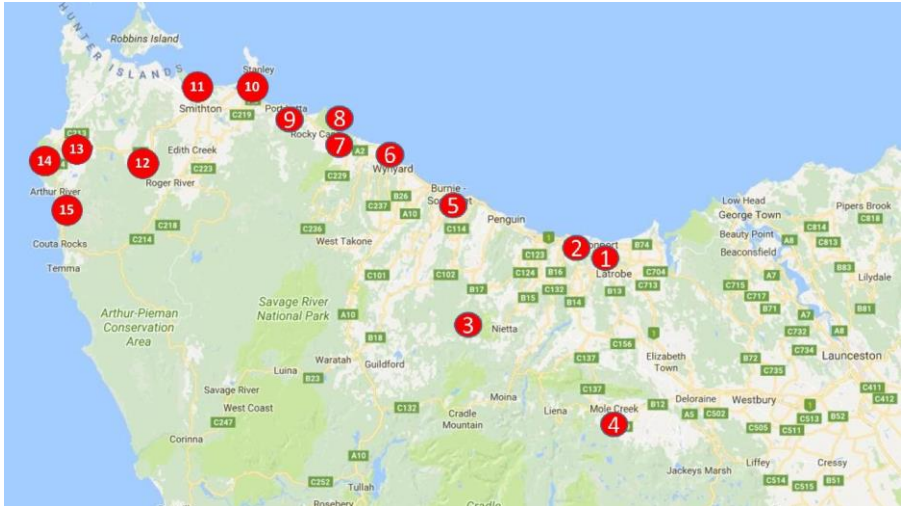 HUNTER ISLANDS
Robbins Island
Stanley
11
10
Smithton
C219
9
8
Rocky
7
A2
C213
13
14
12
Edith Creek
C223
Roger River
6
Wynyard
C229
Arthur River
15
C218
C214
Couta Rocks
Temma
B26
C237
A10
Burnie -
5
C114
Penguin
C236
West Takone
1
2
1
B74
Latrobe
C123
C124
B16
C704
C102
C132
B13
C713
B17
B15
B14
C101
Low Head
George Town
Pipers Brook
C818
C814
Beauty Point
A8
C813
Beaconsfield
A7
B83
Lilydale
C715
C717
B71
B81
A7
C732
A8
C734
Launceston
B72
C735
Arthur-Pieman
Conservation
Area
Savage River
National Park
A10
3
Nietta
B18
1
C156
C137
Elizabeth
Town
Waratah
Guildford
Luina
B23
Savage River
West Coast
C247
Corinna
C132
Moina
Cradle
Mountain
Liena
C137
Mole Creek
4
B12
Deloraine
Westbury
A5
C502
1
C411
C412
C513
B52
C505
C511
Jackeys Marsh
Liffey
Cressy
C514
C515
B51
A10
C252
Tullah
Rosebery
Cradle